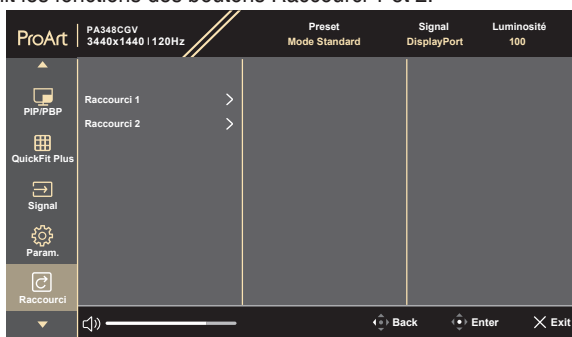 it les fonctions des boutons Raccourci 1 et 2.
ProArt
PA348CGV
3440x1440 | 120Hz
Preset
Mode Standard
Signal
DisplayPort
Luminosité
100
PIP/PBP
QuickFit Plus
Signal
Param.
Raccourci
Raccourci 1
Raccourci 2
Back
Enter
Exit